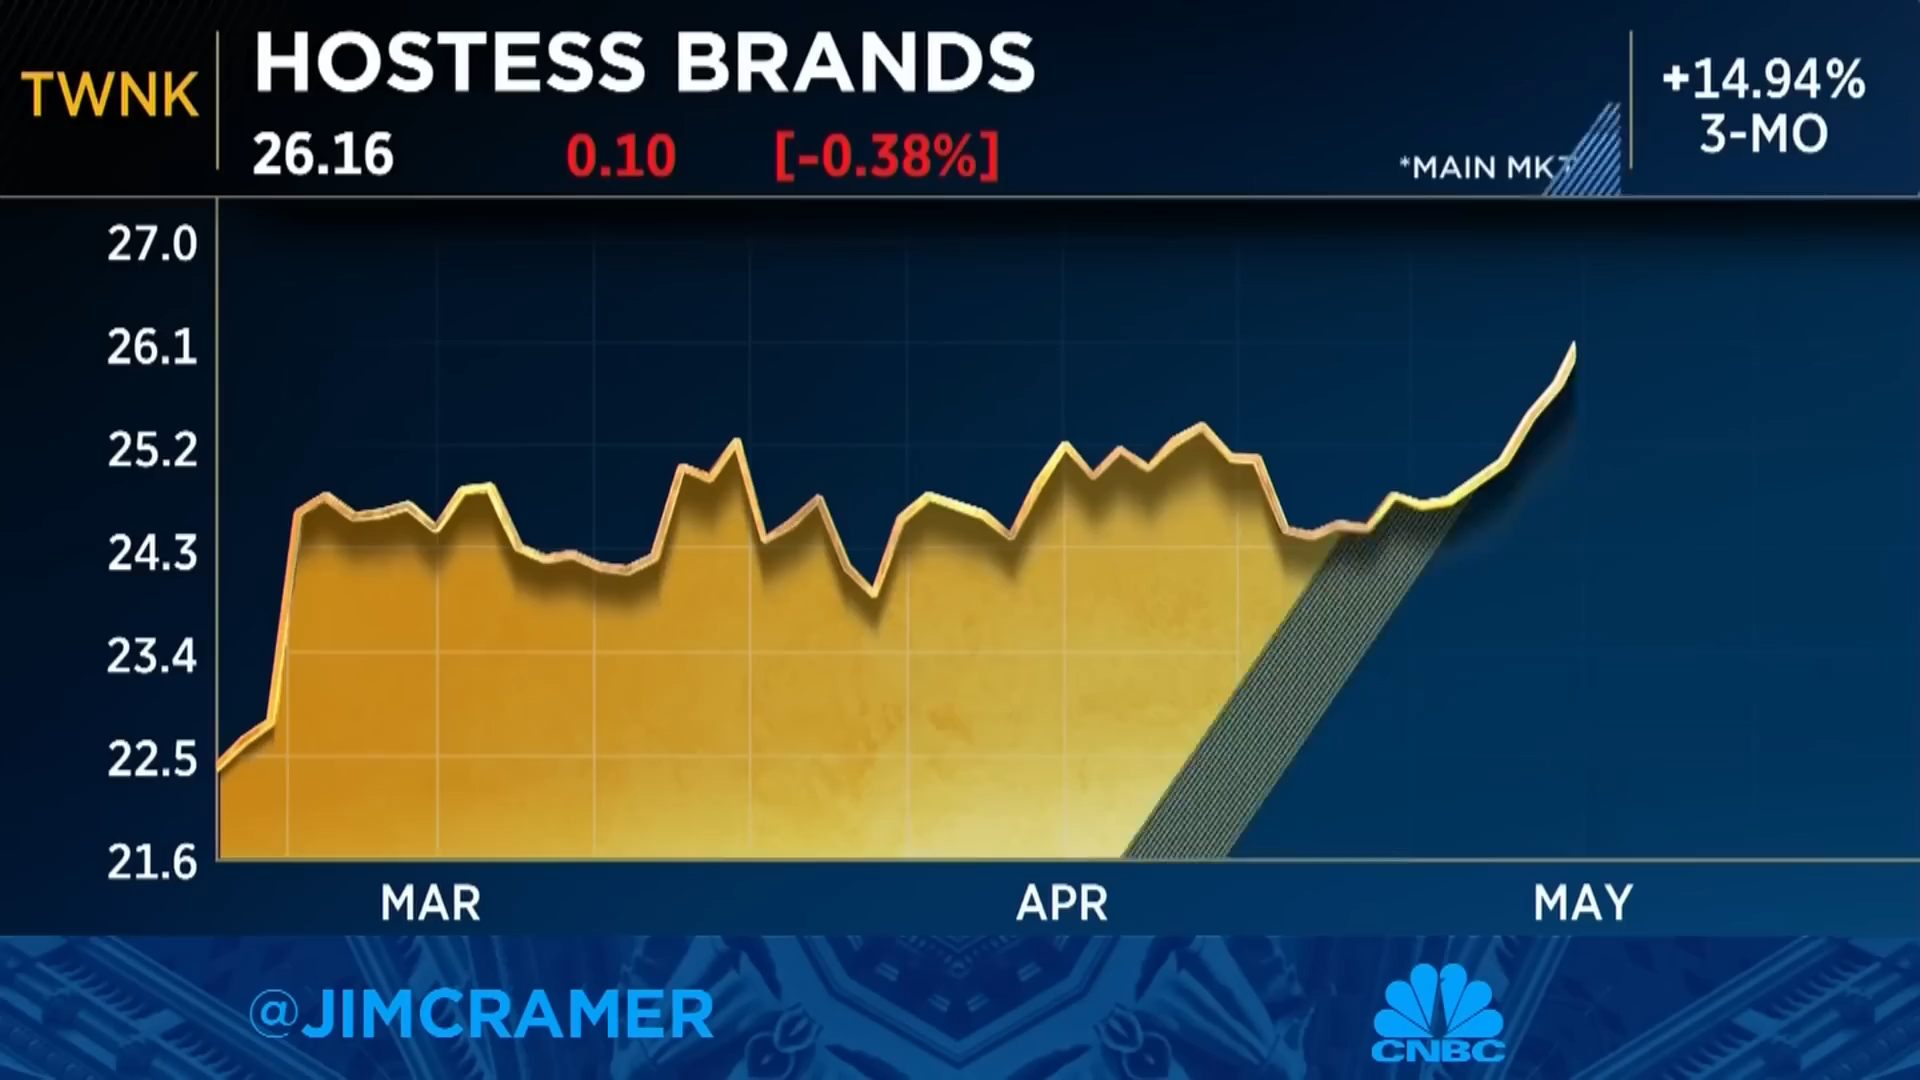 TWNK
HOSTESS BRANDS
26.16 0.10 [-0.38%]
*MAIN MKT
+14.94%
3-MO
27.0
26.1
25.2
24.3
23.4
22.5
21.6
MAR APR MAY
@JIMCRAMER
CNBC